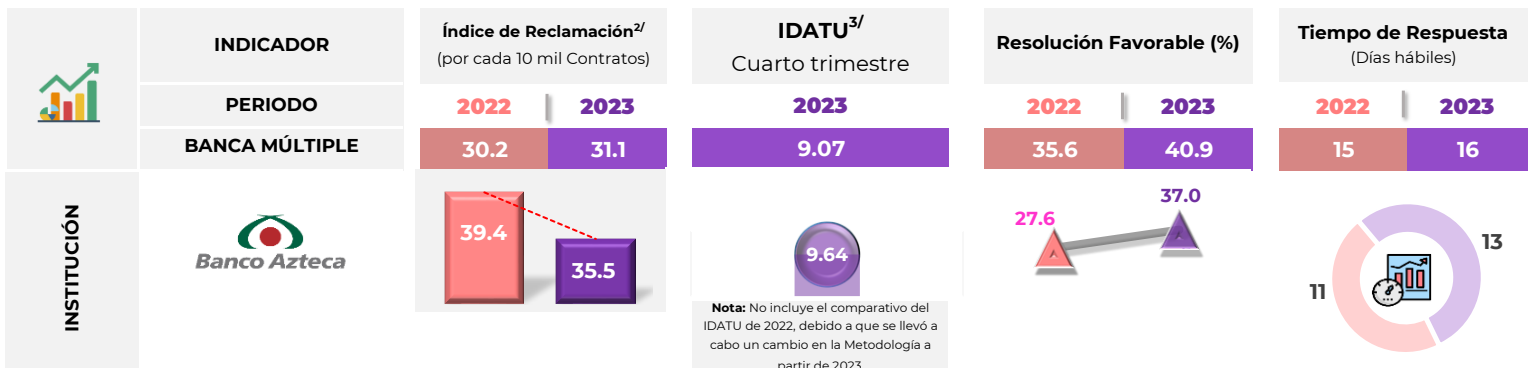 INDICADOR
Índice de Reclamación2/
(por cada 10 mil Contratos)
IDATU3/
Cuarto trimestre
Resolución Favorable (%)
Tiempo de Respuesta
(Días hábiles)
PERIODO
2022 2023
2023
2022 2023
2022 2023
BANCA MÚLTIPLE
30.2 31.1
9.07
35.6 40.9
15 16
INSTITUCIÓN
Banco Azteca
39.4
35.5
9.64
Nota: No incluye el comparativo del
IDATU de 2022, debido a que se llevó a
cabo un cambio en la Metodología a
partir de 2023
27.6
37.0
11
13